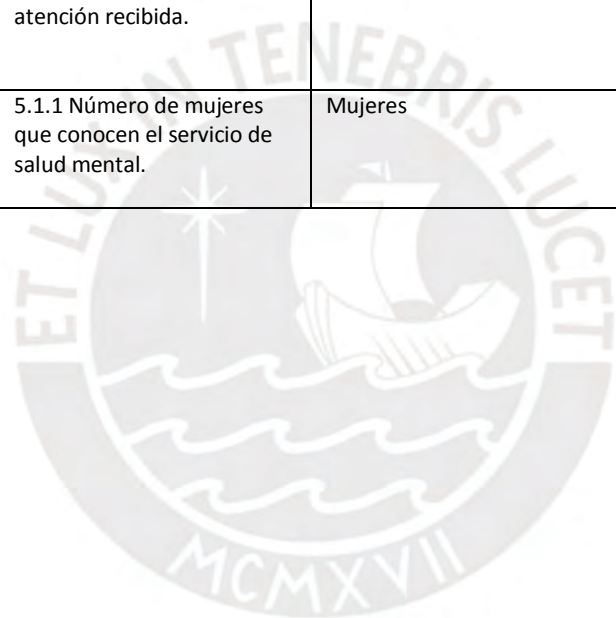 atención recibida.
5.1.1 Número de mujeres Mujeres
que conocen el servicio de
salud mental.
ET LUX IN TENEBRIS LUCET
MCMXVII